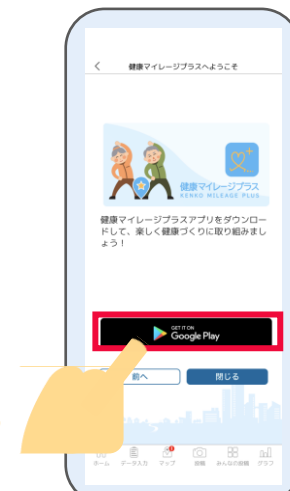 健康マイレージプラスへようこそ
健康マイレージプラス
KENKO MILEAGE PLUS
健康マイレージプラスアプリをダウンロー
ドして、楽しく健康づくりに取り組みまし
ょう！
GET IT ON
Google Play
前へ
閉じる
ホーム
データ入力
マップ
投稿
みんなの投稿
グラフ